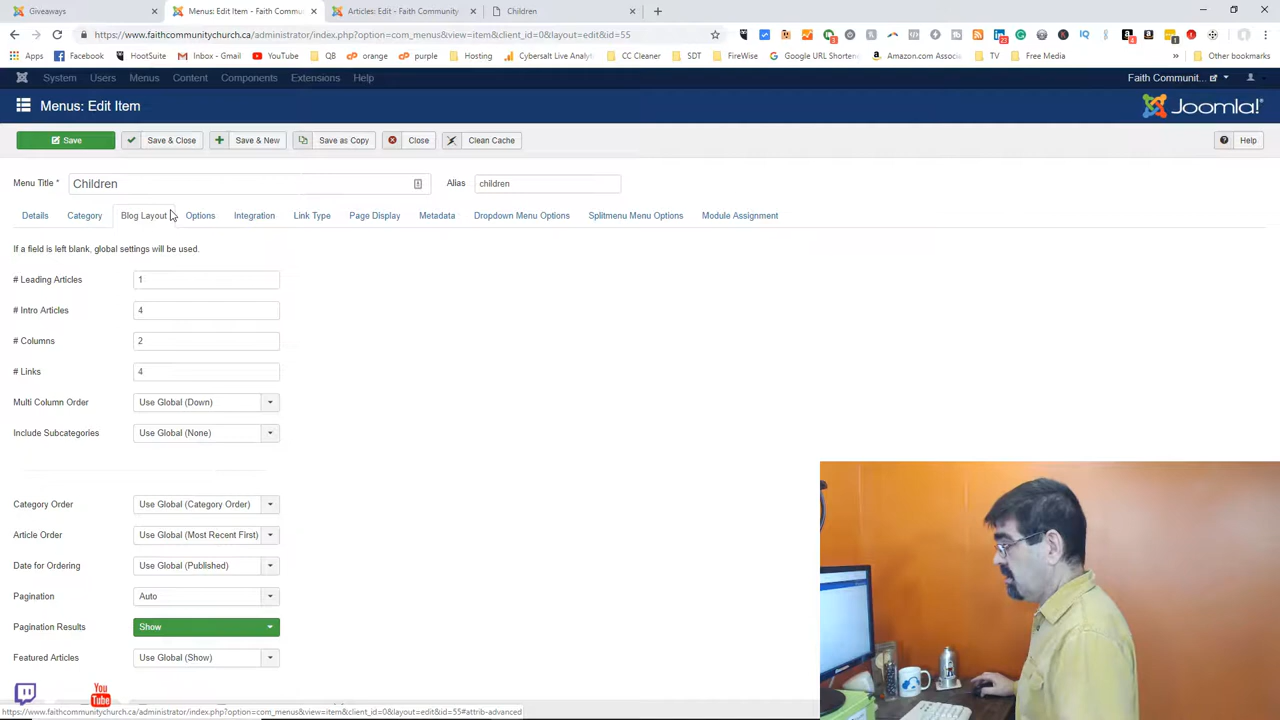 Giveaways
Menus: Edit Item - Faith Commu
Articles: Edit - Faith Community
Children
https://www.faithcommunitychurch.ca/administrator/index.php?option=com_menus&view=item&client_id=0&layout=edit&id=55
Apps
Facebook
HootSuite
Inbox - Gmail
YouTube
QB
orange
purple
Hosting
Cybersalt Live Analy
CC Cleaner
SDT
FireWise
Google URL Shorten
Amazon.com Associ
TV
Free Media
»
Other bookmarks
System Users Menus Content Components Extensions Help
Faith Communit...
Menus: Edit Item
Joomla!®
Save
Save & Close
Save & New
Save as Copy
Close
Clean Cache
Help
Menu Title * Children
Alias children
Details Category Blog Layout Options Integration Link Type Page Display Metadata Dropdown Menu Options Splitmenu Menu Options Module Assignment
If a field is left blank, global settings will be used.
# Leading Articles 1
# Intro Articles 4
# Columns 2
# Links 4
Multi Column Order Use Global (Down)
Include Subcategories Use Global (None)
Category Order Use Global (Category Order)
Article Order Use Global (Most Recent First)
Date for Ordering Use Global (Published)
Pagination Auto
Pagination Results Show
Featured Articles Use Global (Show)
You
Tube
https://www.faithcommunitychurch.ca/administrator/index.php?option=com_menus&view=item&client_id=0&layout=edit&id=55#attrib-advanced